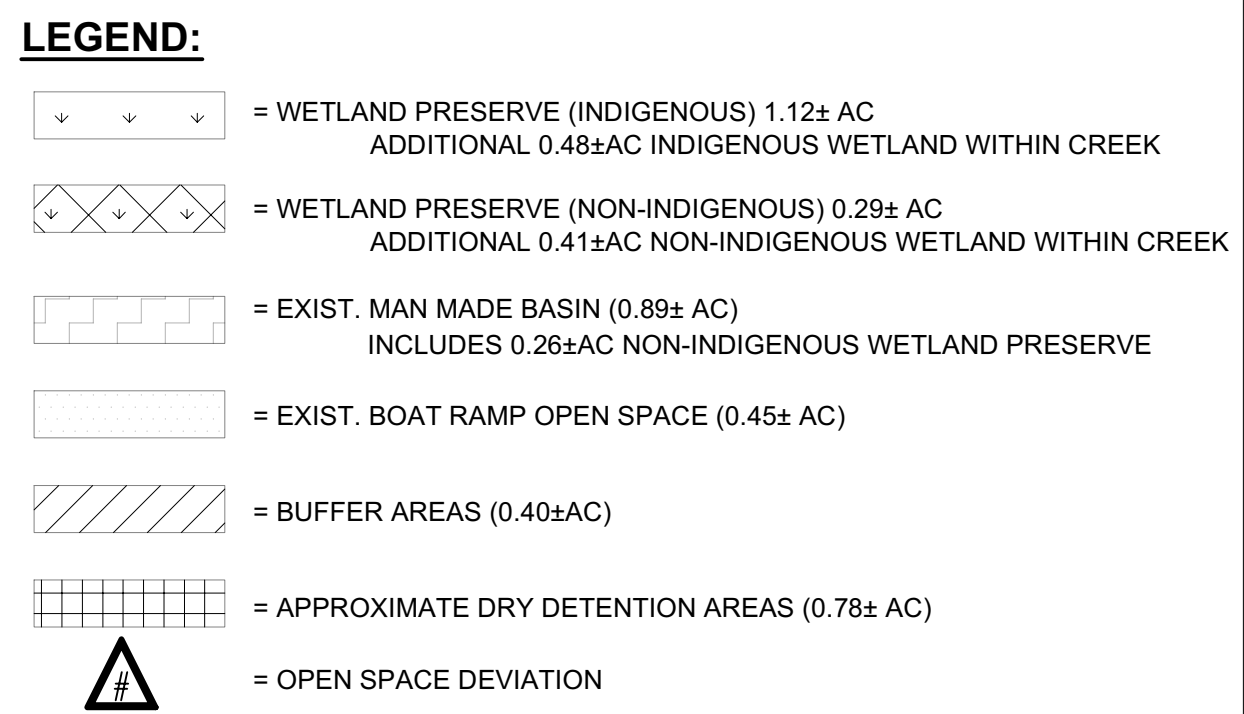 LEGEND:
= WETLAND PRESERVE (INDIGENOUS) 1.12± AC
ADDITIONAL 0.48±AC INDIGENOUS WETLAND WITHIN CREEK
= WETLAND PRESERVE (NON-INDIGENOUS) 0.29± AC
ADDITIONAL 0.41±AC NON-INDIGENOUS WETLAND WITHIN CREEK
= EXIST. MAN MADE BASIN (0.89± AC)
INCLUDES 0.26±AC NON-INDIGENOUS WETLAND PRESERVE
= EXIST. BOAT RAMP OPEN SPACE (0.45± AC)
= BUFFER AREAS (0.40±AC)
= APPROXIMATE DRY DETENTION AREAS (0.78± AC)
# = OPEN SPACE DEVIATION